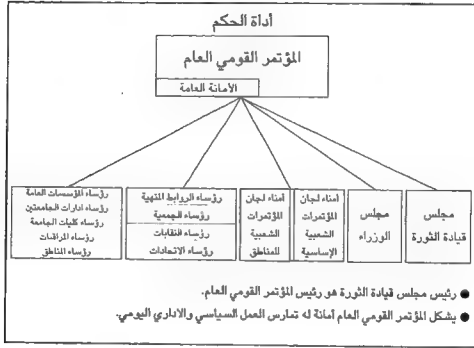 أداة الحكم
المؤتمر القومي العام
الأمانة العامة
مجلس
قيادة الثورة
مجلس
الوزراء
أمناء لجان
المؤتمرات
الشعبية
الإساسية
أمناء لجان
المؤتمرات
الشعبية
للمناطق
رؤساء الروابط المهنية
رؤساء الجمعية
رؤساء النقابات
رؤساء الاتحادات
رؤساء المؤسسات العامة
رؤساء ادارات الجامعتين
رؤساء كليات الجامعة
رؤساء المراقبات
رؤساء المناطق
● رئيس مجلس قيادة الثورة هو رئيس المؤتمر القومي العام.
● يشكل المؤتمر القومي العام أمانة له تمارس العمل السياسي والاداري اليومي.